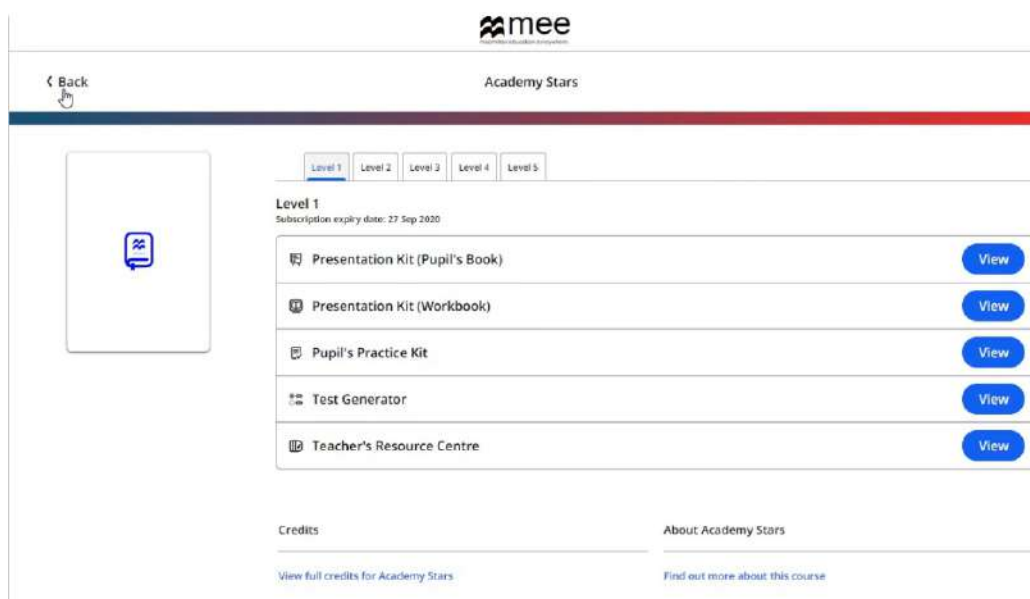 mee
Back
Academy Stars
Level 1
Level 2
Level 3
Level 4
Level 5
Level 1
Subscription expiry date: 27 Sep 2020
Presentation Kit (Pupil's Book)
View
Presentation Kit (Workbook)
View
Pupil's Practice Kit
View
Test Generator
View
Teacher's Resource Centre
View
Credits
About Academy Stars
View full credits for Academy Stars
Find out more about this course